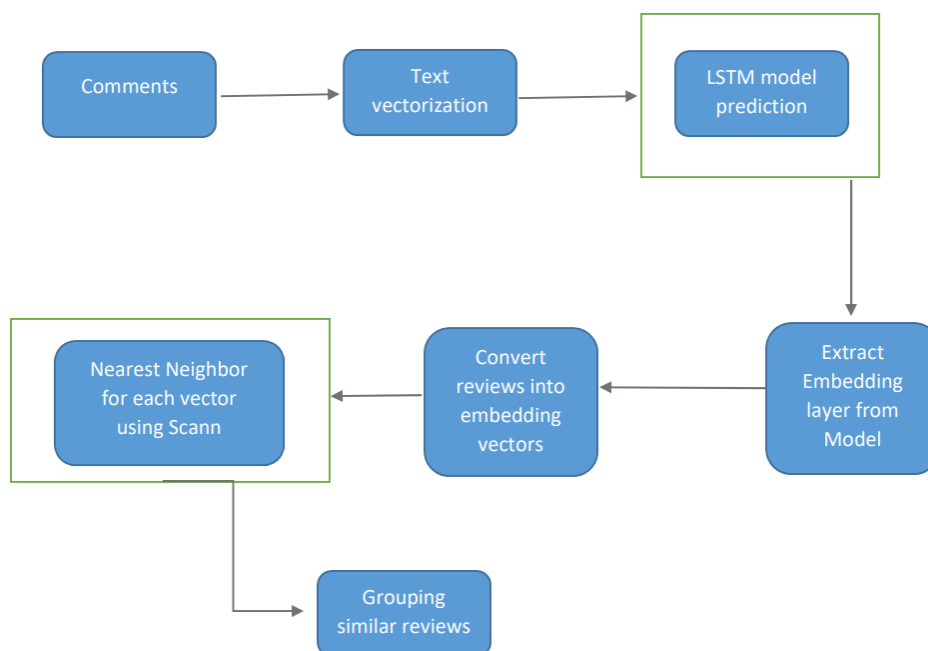 Comments
Text
vectorization
LSTM model
prediction
Extract
Embedding
layer from
Model
Convert
reviews into
embedding
vectors
Nearest Neighbor
for each vector
using Scann
Grouping
similar reviews